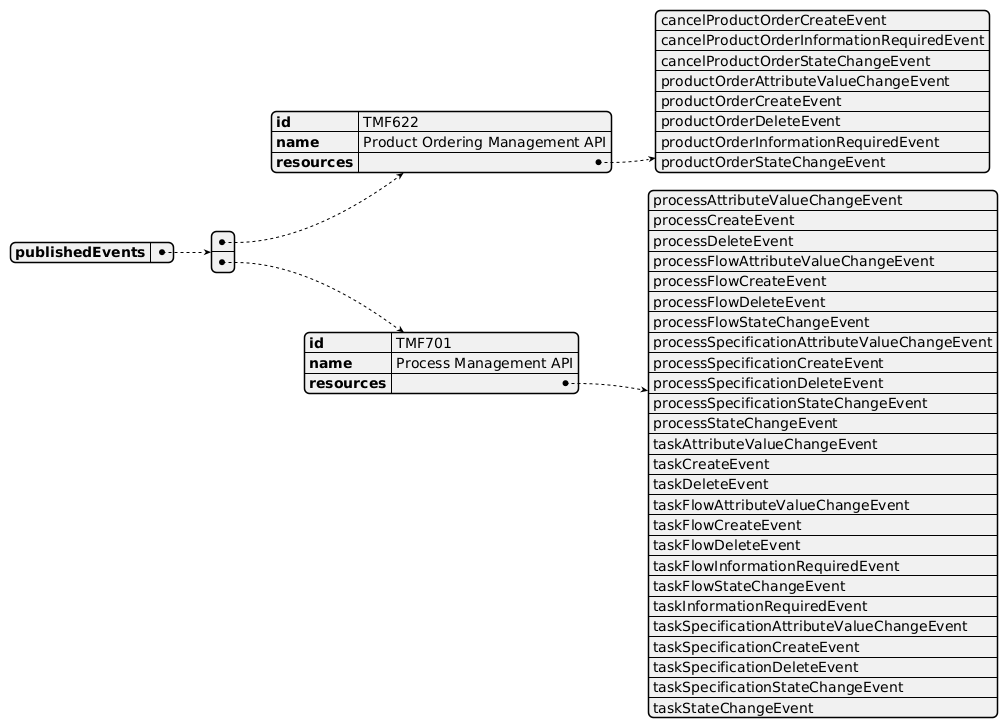 publishedEvents
id TMF622
name Product Ordering Management API
resources
cancelProductOrderCreateEvent
cancelProductOrderInformationRequiredEvent
cancelProductOrderStateChangeEvent
productOrderAttributeValueChangeEvent
productOrderCreateEvent
productOrderDeleteEvent
productOrderInformationRequiredEvent
productOrderStateChangeEvent
id TMF701
name Process Management API
resources
processAttributeValueChangeEvent
processCreateEvent
processDeleteEvent
processFlowAttributeValueChangeEvent
processFlowCreateEvent
processFlowDeleteEvent
processFlowStateChangeEvent
processSpecificationAttributeValueChangeEvent
processSpecificationCreateEvent
processSpecificationDeleteEvent
processSpecificationStateChangeEvent
processStateChangeEvent
taskAttributeValueChangeEvent
taskCreateEvent
taskDeleteEvent
taskFlowAttributeValueChangeEvent
taskFlowCreateEvent
taskFlowDeleteEvent
taskFlowInformationRequiredEvent
taskFlowStateChangeEvent
taskInformationRequiredEvent
taskSpecificationAttributeValueChangeEvent
taskSpecificationCreateEvent
taskSpecificationDeleteEvent
taskSpecificationStateChangeEvent
taskStateChangeEvent